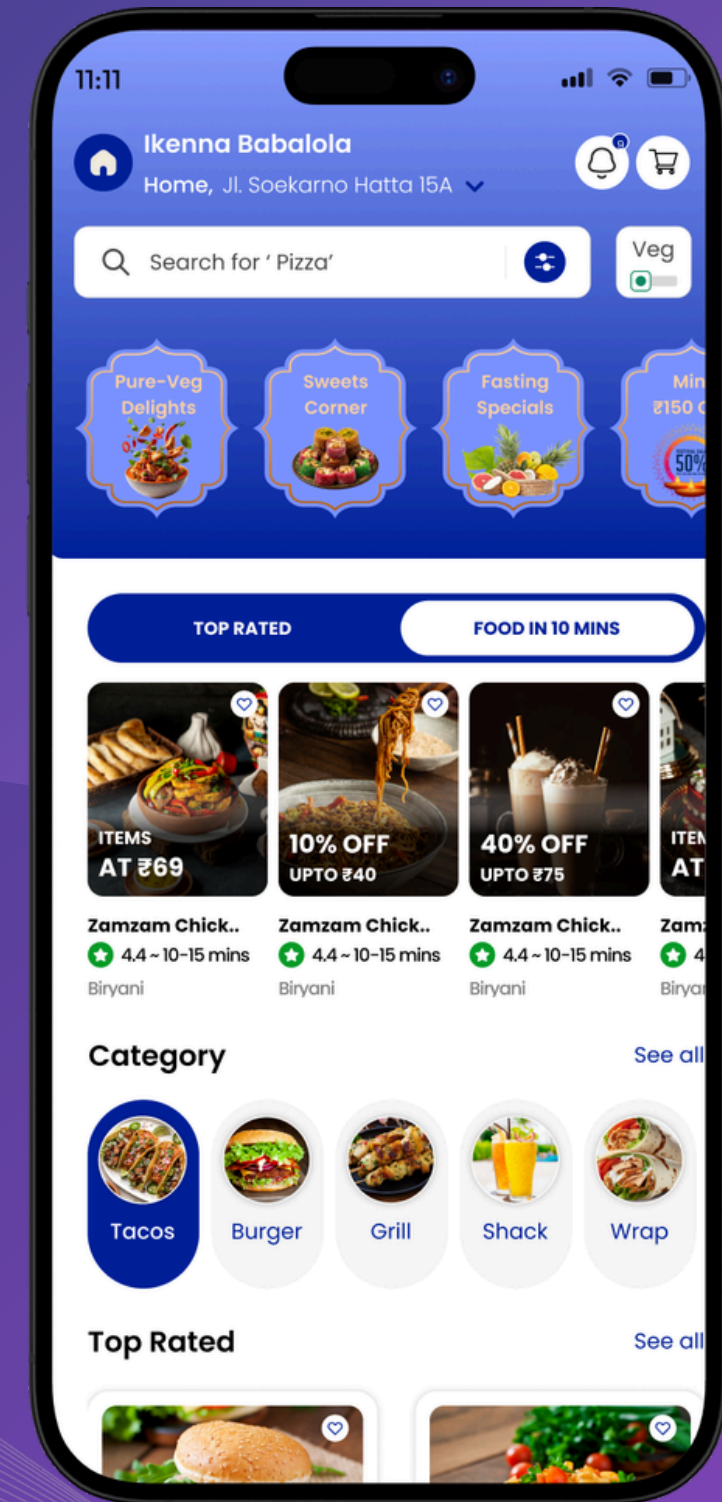 11:11
Ikenna Babalola
Home, Jl. Soekarno Hatta 15A
Search for ‘ Pizza’
Veg
Pure-Veg
Delights
Sweets
Corner
Fasting
Specials
Min
₹150
TOP RATED
FOOD IN 10 MINS
ITEMS
AT ₹69
10% OFF
UPTO ₹40
40% OFF
UPTO ₹75
AT
Zamzam Chick..
Zamzam Chick..
Zamzam Chick..
4.4 ~ 10-15 mins
4.4 ~ 10-15 mins
4.4 ~ 10-15 mins
Biryani
Biryani
Biryani
Category
See all
Tacos
Burger
Grill
Shack
Wrap
Top Rated
See all